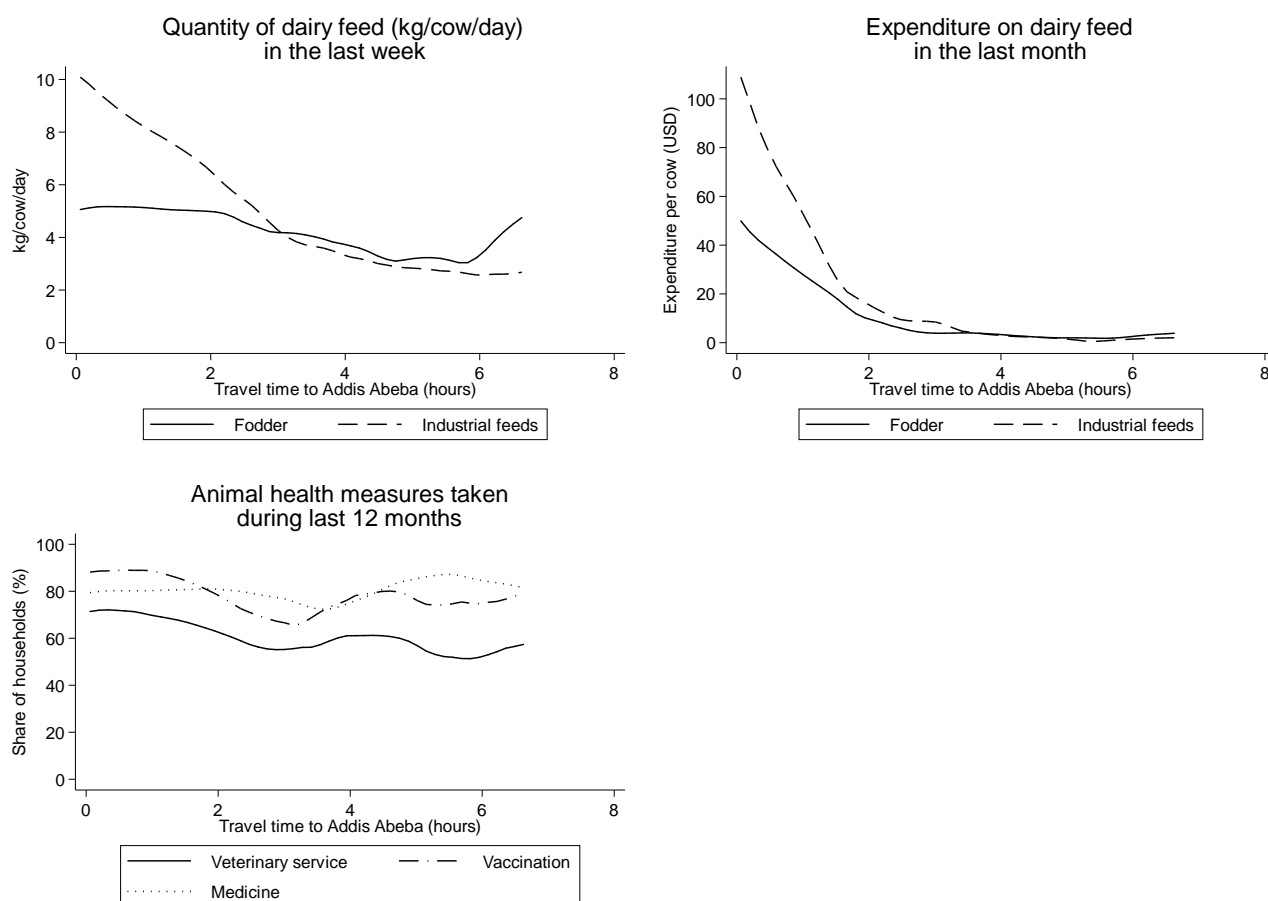 Quantity of dairy feed (kg/cow/day)
in the last week
kg/cow/day
10
8
6
4
2
0
0 2 4 6 8
Travel time to Addis Abeba (hours)
Fodder Industrial feeds
Expenditure on dairy feed
in the last month
Expenditure per cow (USD)
100
80
60
40
20
0
0 2 4 6 8
Travel time to Addis Abeba (hours)
Fodder Industrial feeds
Animal health measures taken
during last 12 months
Share of households (%)
100
80
60
40
20
0
0 2 4 6 8
Travel time to Addis Abeba (hours)
Veterinary service Vaccination
Medicine